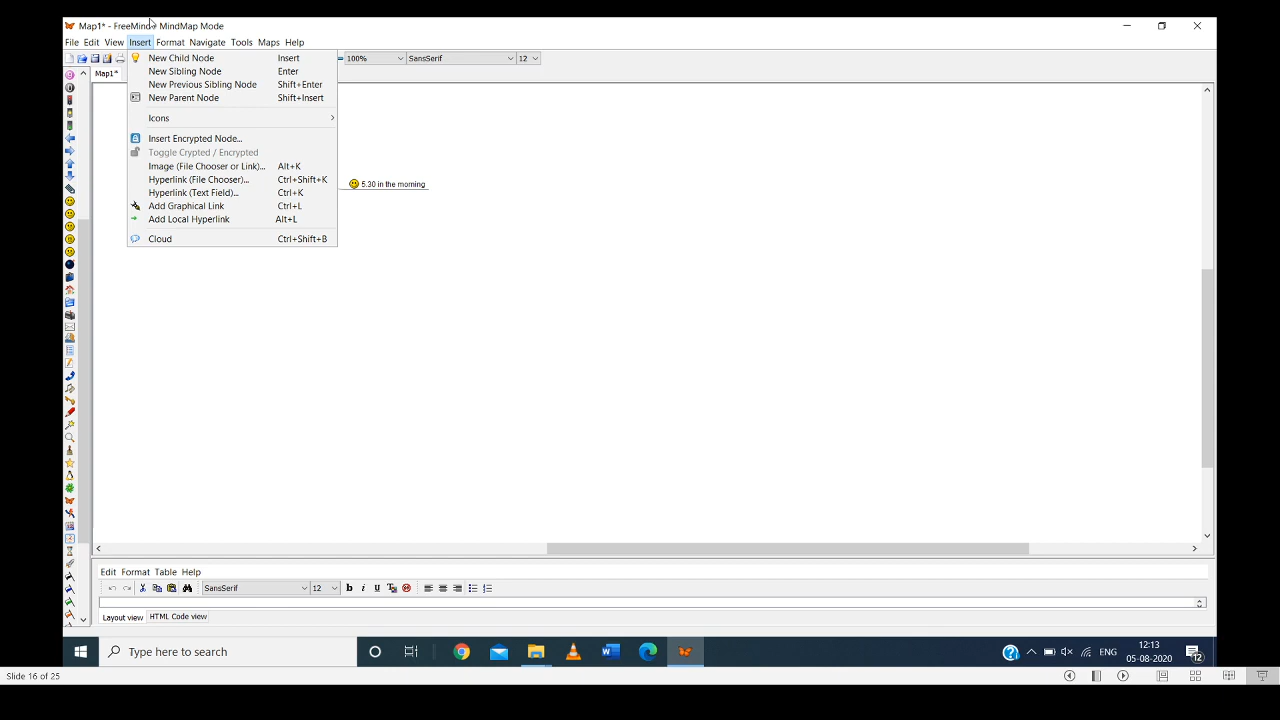 Map1* - FreeMind - MindMap Mode
File Edit View Insert Format Navigate Tools Maps Help
100% SansSerif 12
Map1*
New Child Node Insert
New Sibling Node Enter
New Previous Sibling Node Shift+Enter
New Parent Node Shift+Insert
Icons
Insert Encrypted Node...
Toggle Crypted / Encrypted
Image (File Chooser or Link)... Alt+K
Hyperlink (File Chooser)... Ctrl+Shift+K
Hyperlink (Text Field)... Ctrl+K
Add Graphical Link Ctrl+L
Add Local Hyperlink Alt+L
Cloud Ctrl+Shift+B
5.30 in the morning
Edit Format Table Help
SansSerif 12 b i u
Layout view HTML Code view
Type here to search
ENG
12:13
05-08-2020
12
Slide 16 of 25